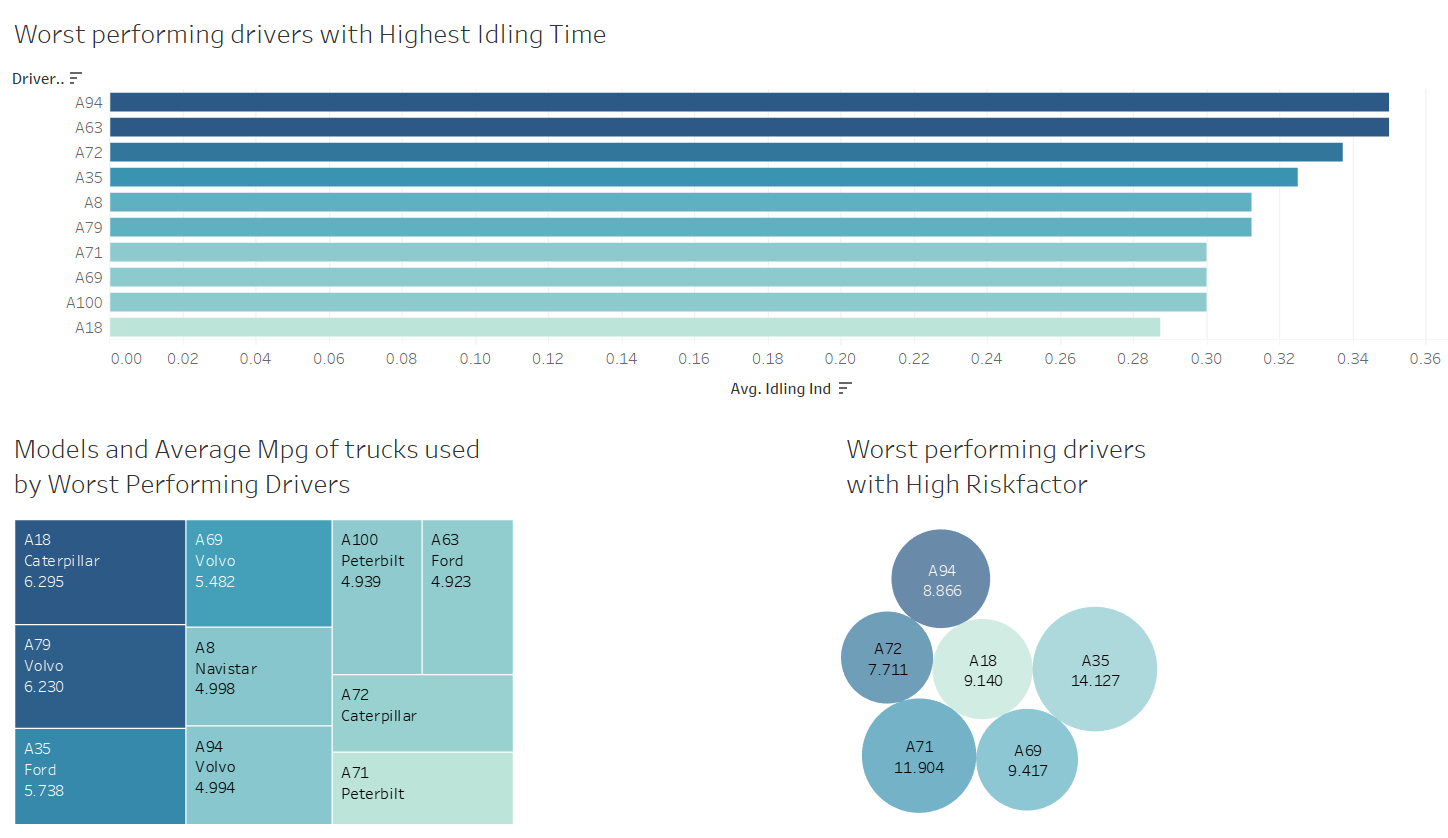 Worst performing drivers with Highest Idling Time
Driver..
A94
A63
A72
A35
A8
A79
A71
A69
A100
A18
0.00 0.02 0.04 0.06 0.08 0.10 0.12 0.14 0.16 0.18 0.20 0.22 0.24 0.26 0.28 0.30 0.32 0.34 0.36
Avg. Idling Ind
Models and Average Mpg of trucks used
by Worst Performing Drivers
A18
Caterpillar
6.295
A79
Volvo
6.230
A35
Ford
5.738
A69
Volvo
5.482
A8
Navistar
4.998
A94
Volvo
4.994
A100
Peterbilt
4.939
A63
Ford
4.923
A72
Caterpillar
A71
Peterbilt
Worst performing drivers
with High Riskfactor
A94
8.866
A72
7.711
A18
9.140
A35
14.127
A71
11.904
A69
9.417